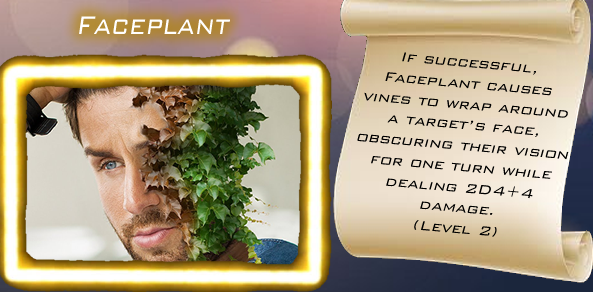 Faceplant
If successful,
Faceplant causes
vines to wrap around
a target's face,
obscuring their vision
for one turn while
dealing 2D4+4
damage.
(Level 2)